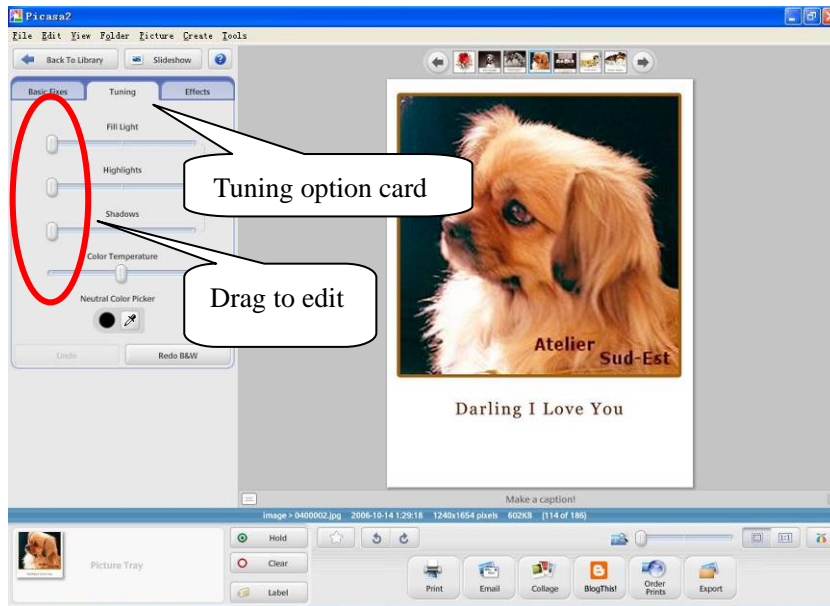 Picasa2
File Edit View Folder Picture Create Tools
Back To Library
Slideshow
Basic Fixes
Tuning
Effects
Fill Light
Highlights
Shadows
Color Temperature
Neutral Color Picker
Undo
Redo B&W
Tuning option card
Drag to edit
Atelier
Sud-Est
Darling I Love You
Make a caption!
image > 0400002.jpg 2006-10-14 1:29:18 1240x1654 pixels 602KB (114 of 186)
Picture Tray
Hold
Clear
Label
Print
Email
Collage
BlogThis!
Order
Prints
Export
1:1